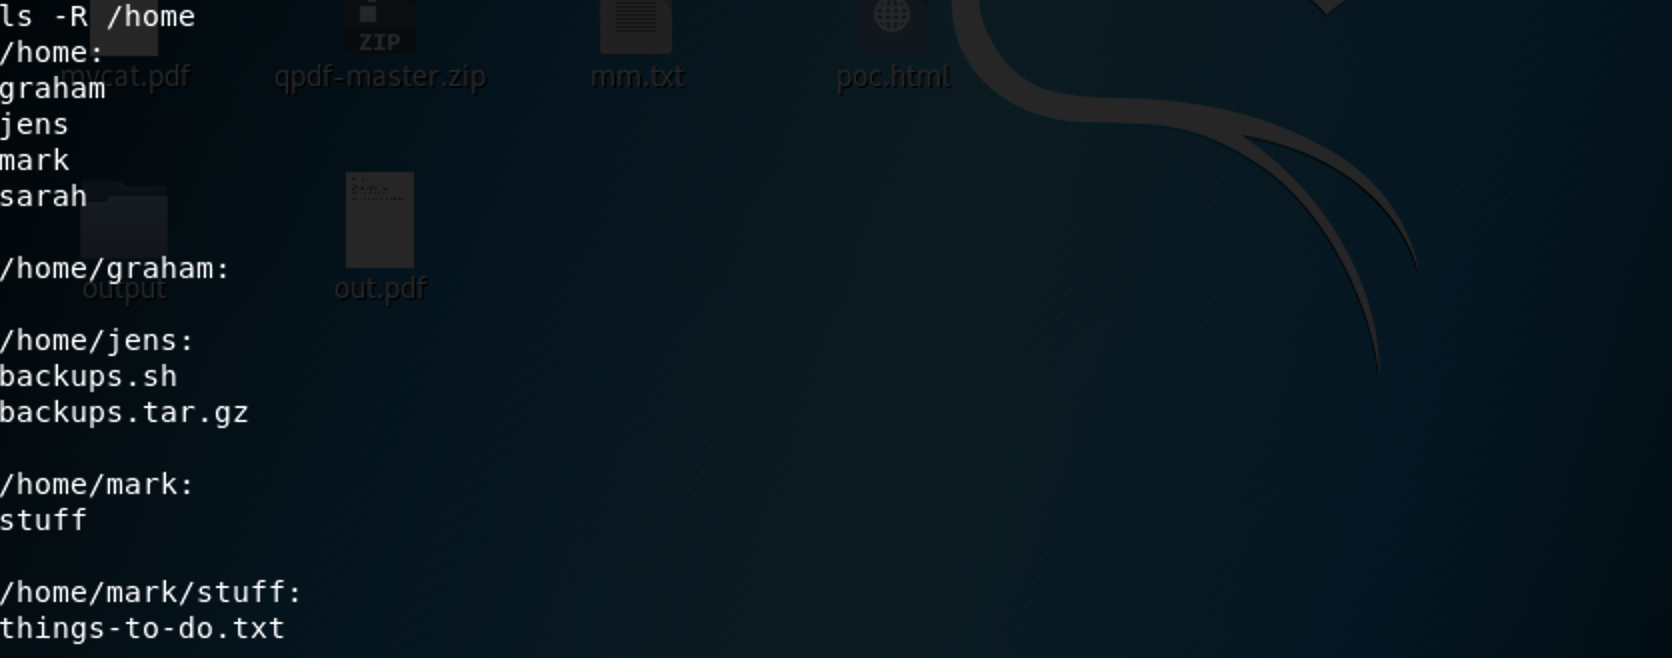 ls -R /home
/home:
graham
jens
mark
sarah
/home/graham:
/home/jens:
backups.sh
backups.tar.gz
/home/mark:
stuff
/home/mark/stuff:
things-to-do.txt
mycat.pdf
qpdf-master.zip
mm.txt
poc.html
ZIP
output
out.pdf